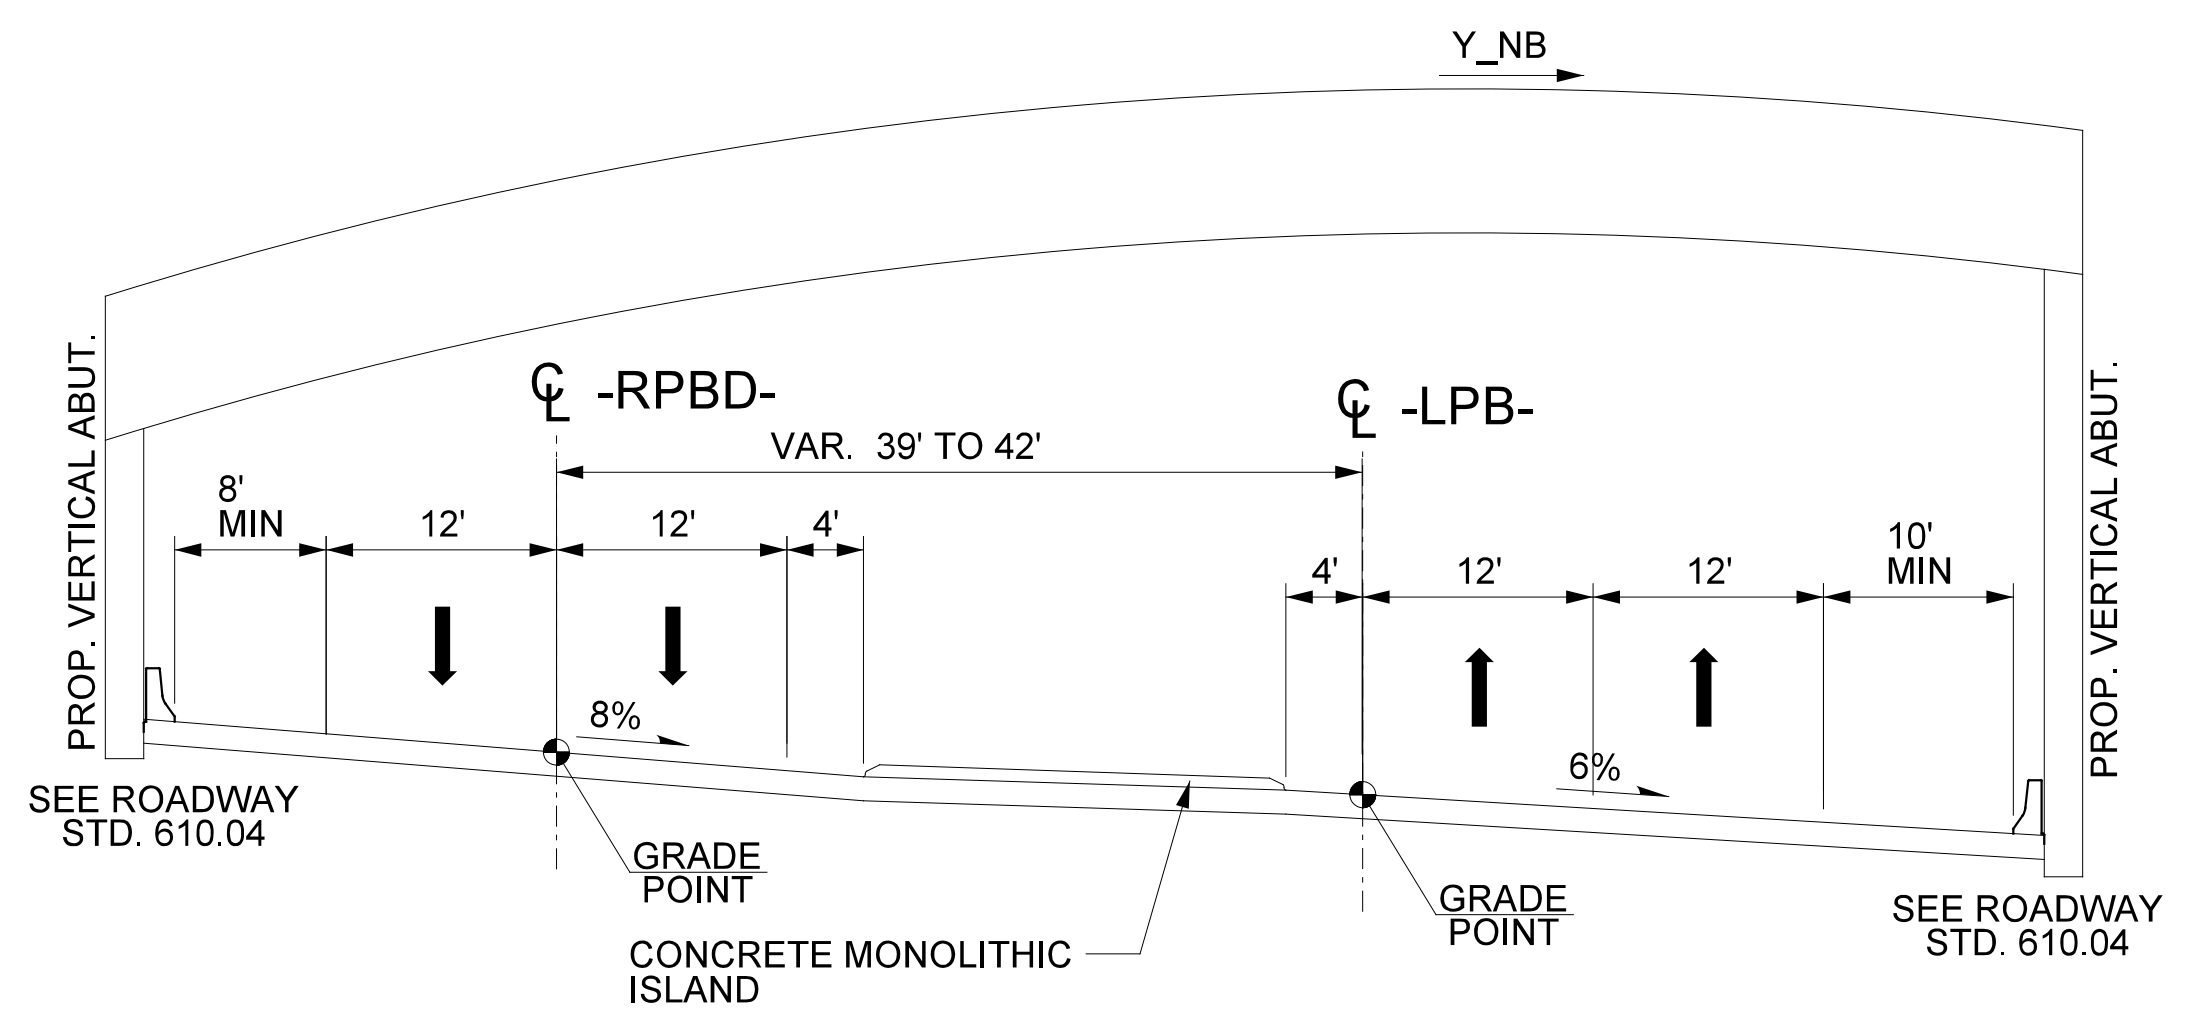 Y_NB
PROP. VERTICAL ABUT.
℄ -RPBD-
℄ -LPB-
PROP. VERTICAL ABUT.
VAR. 39' TO 42'
8'
MIN
12'
12'
4'
4'
12'
12'
10'
MIN
8%
6%
SEE ROADWAY
STD. 610.04
GRADE
POINT
GRADE
POINT
SEE ROADWAY
STD. 610.04
CONCRETE MONOLITHIC
ISLAND